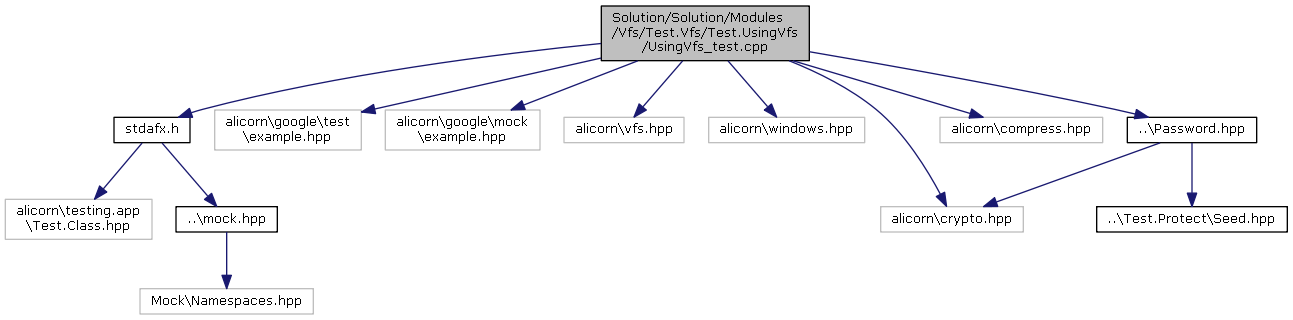 Solution/Solution/Modules
/Vfs/Test.Vfs/Test.UsingVfs
/UsingVfs_test.cpp
stdafx.h
alicorn\google\test
\example.hpp
alicorn\google\mock
\example.hpp
alicorn\vfs.hpp
alicorn\windows.hpp
alicorn\compress.hpp
..\Password.hpp
alicorn\testing.app
\Test.Class.hpp
..\mock.hpp
alicorn\crypto.hpp
..\Test.Protect\Seed.hpp
Mock\Namespaces.hpp